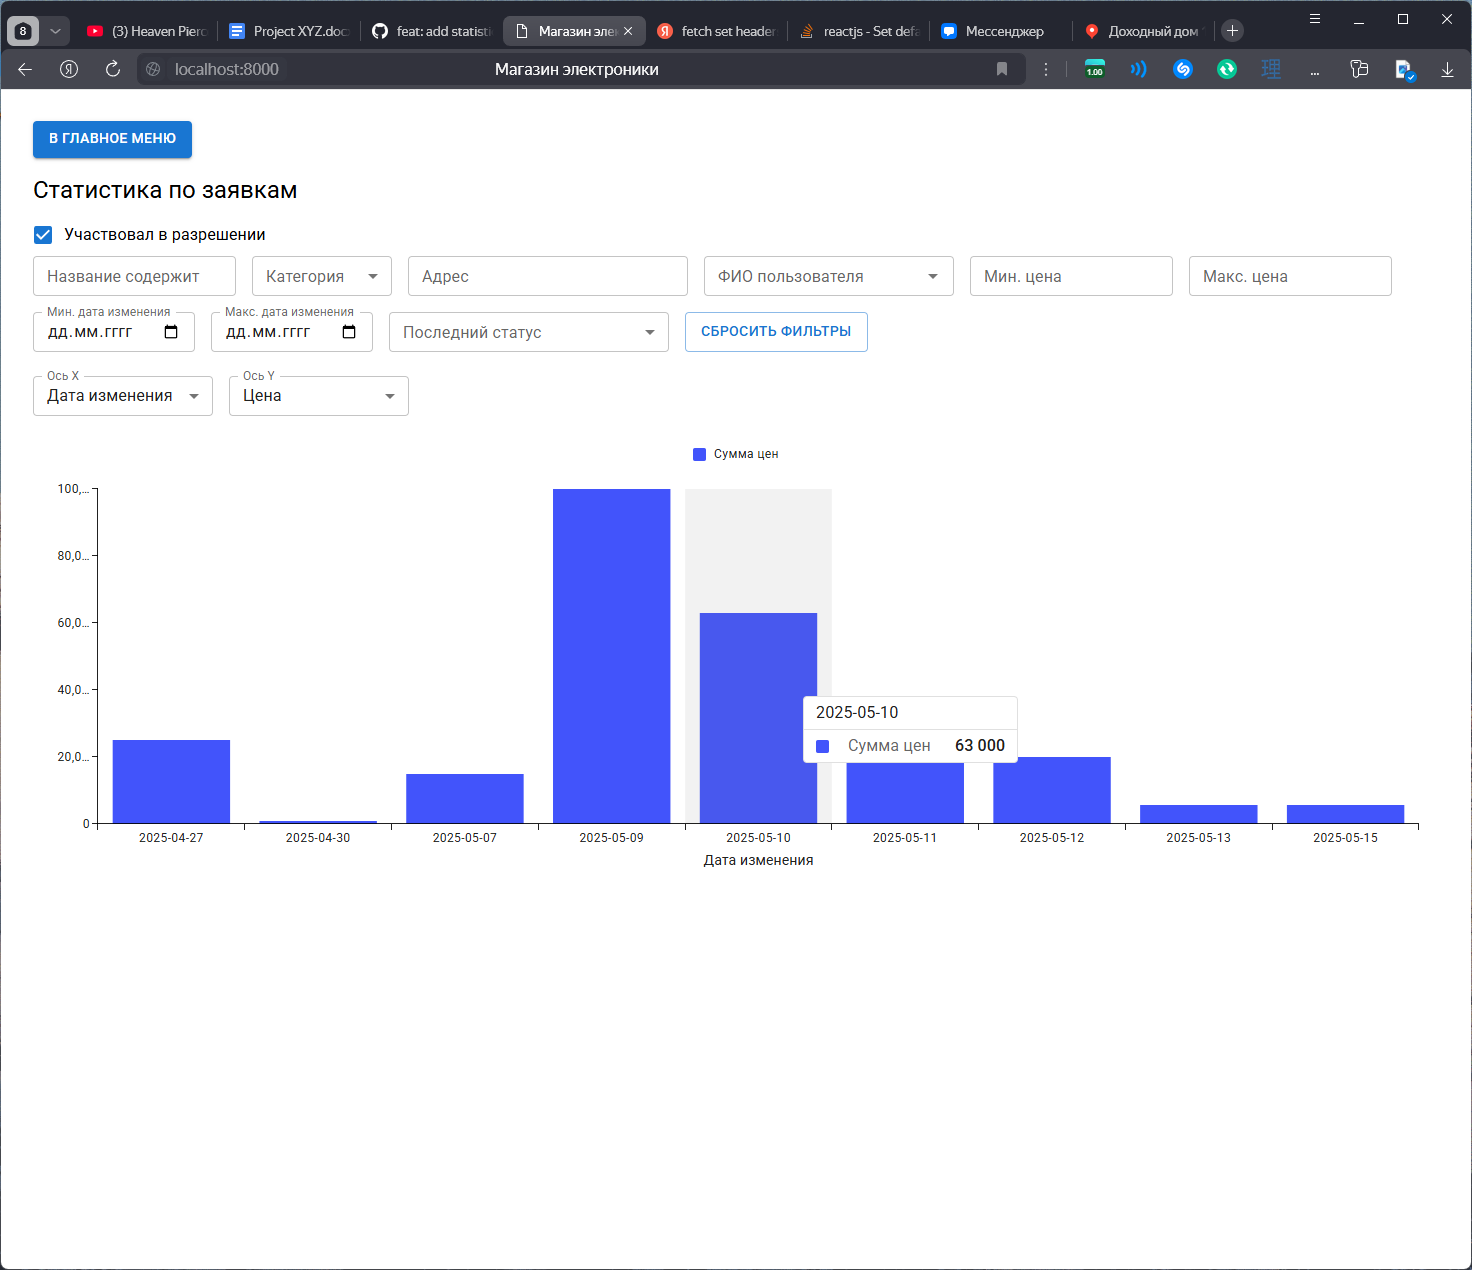 8
(3) Heaven Pierc
Project XYZ.doc
feat: add statisti
Магазин эле
fetch set header
reactjs - Set defa
Мессенджер
Доходный дом
localhost:8000
Магазин электроники
1.00
В ГЛАВНОЕ МЕНЮ
Статистика по заявкам
Участвовал в разрешении
Название содержит
Категория
Адрес
ФИО пользователя
Мин. цена
Макс. цена
Мин. дата изменения
ДД.ММ.ГГГГ
Макс. дата изменения
ДД.ММ.ГГГГ
Последний статус
СБРОСИТЬ ФИЛЬТРЫ
Ось X
Дата изменения
Ось Y
Цена
Сумма цен
100,...
80,0...
60,0...
40,0...
20,0...
0
2025-05-10
Сумма цен 63 000
2025-04-27 2025-04-30 2025-05-07 2025-05-09 2025-05-10 2025-05-11 2025-05-12 2025-05-13 2025-05-15
Дата изменения